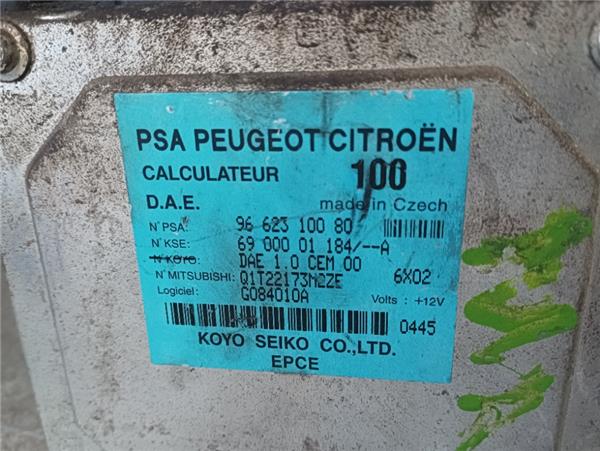 PSA PEUGEOT CITROËN
CALCULATEUR 100
D.A.E. made in Czech
N° PSA: 96 623 100 80
N° KSE: 69 000 01 184/--A
N° KOYO: DAE 1.0 CEM 00 6X02
N° MITSUBISHI: Q1T22173M2ZE
Logiciel: G084010A Volts : +12V
0445
KOYO SEIKO CO.,LTD.
EPCE